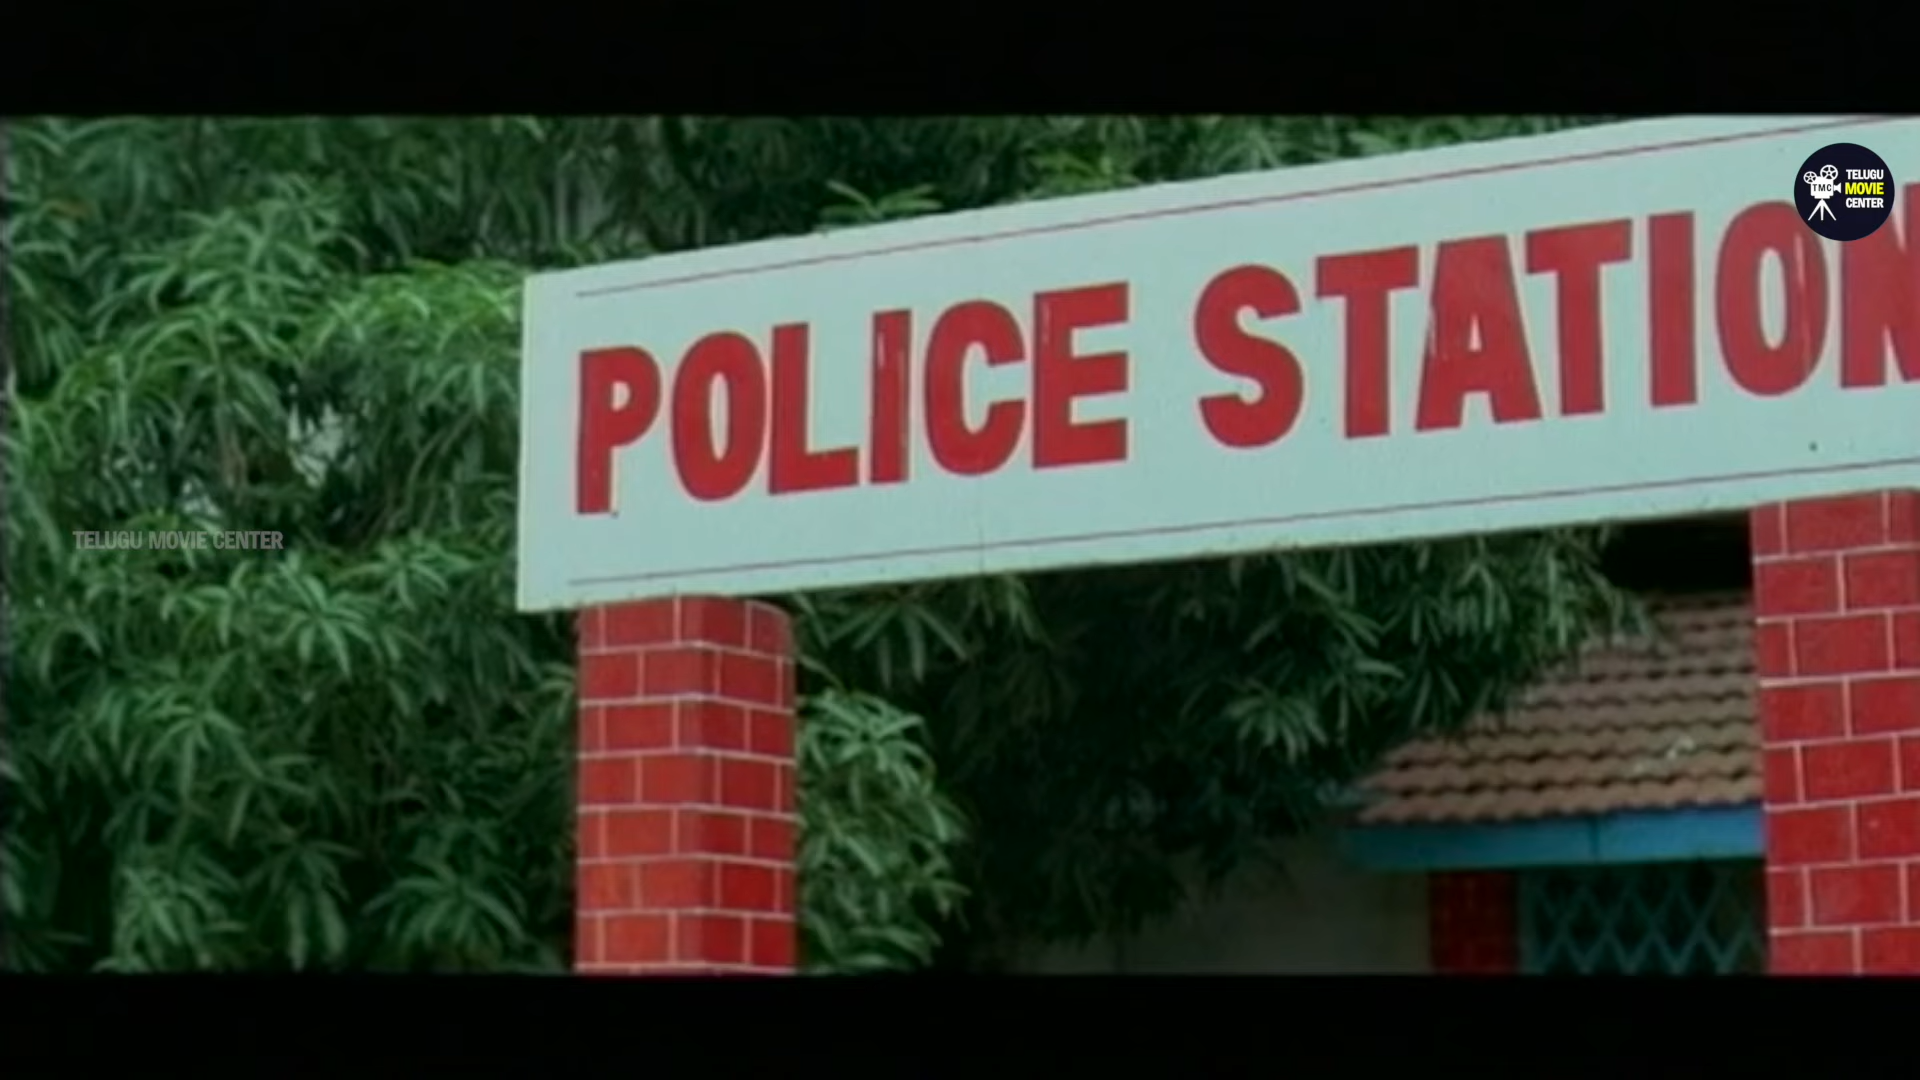 POLICE STATION
TMC
TELUGU
MOVIE
CENTER
TELUGU MOVIE CENTER